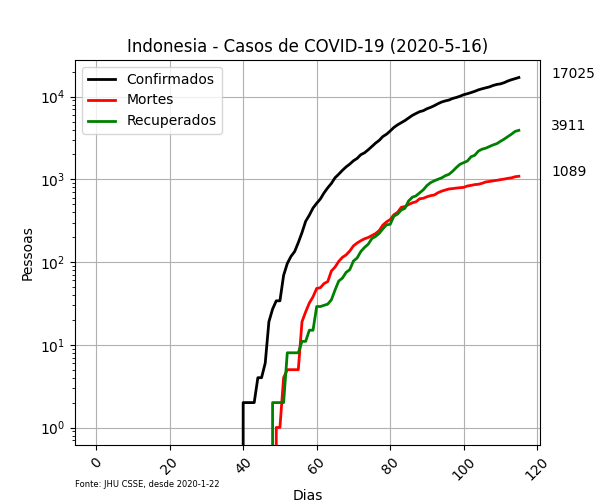 Indonesia - Casos de COVID-19 (2020-5-16)
Confirmados
Mortes
Recuperados
17025
3911
1089
10⁴
10³
10²
10¹
10⁰
Pessoas
0 20 40 60 80 100 120
Fonte: JHU CSSE, desde 2020-1-22
Dias